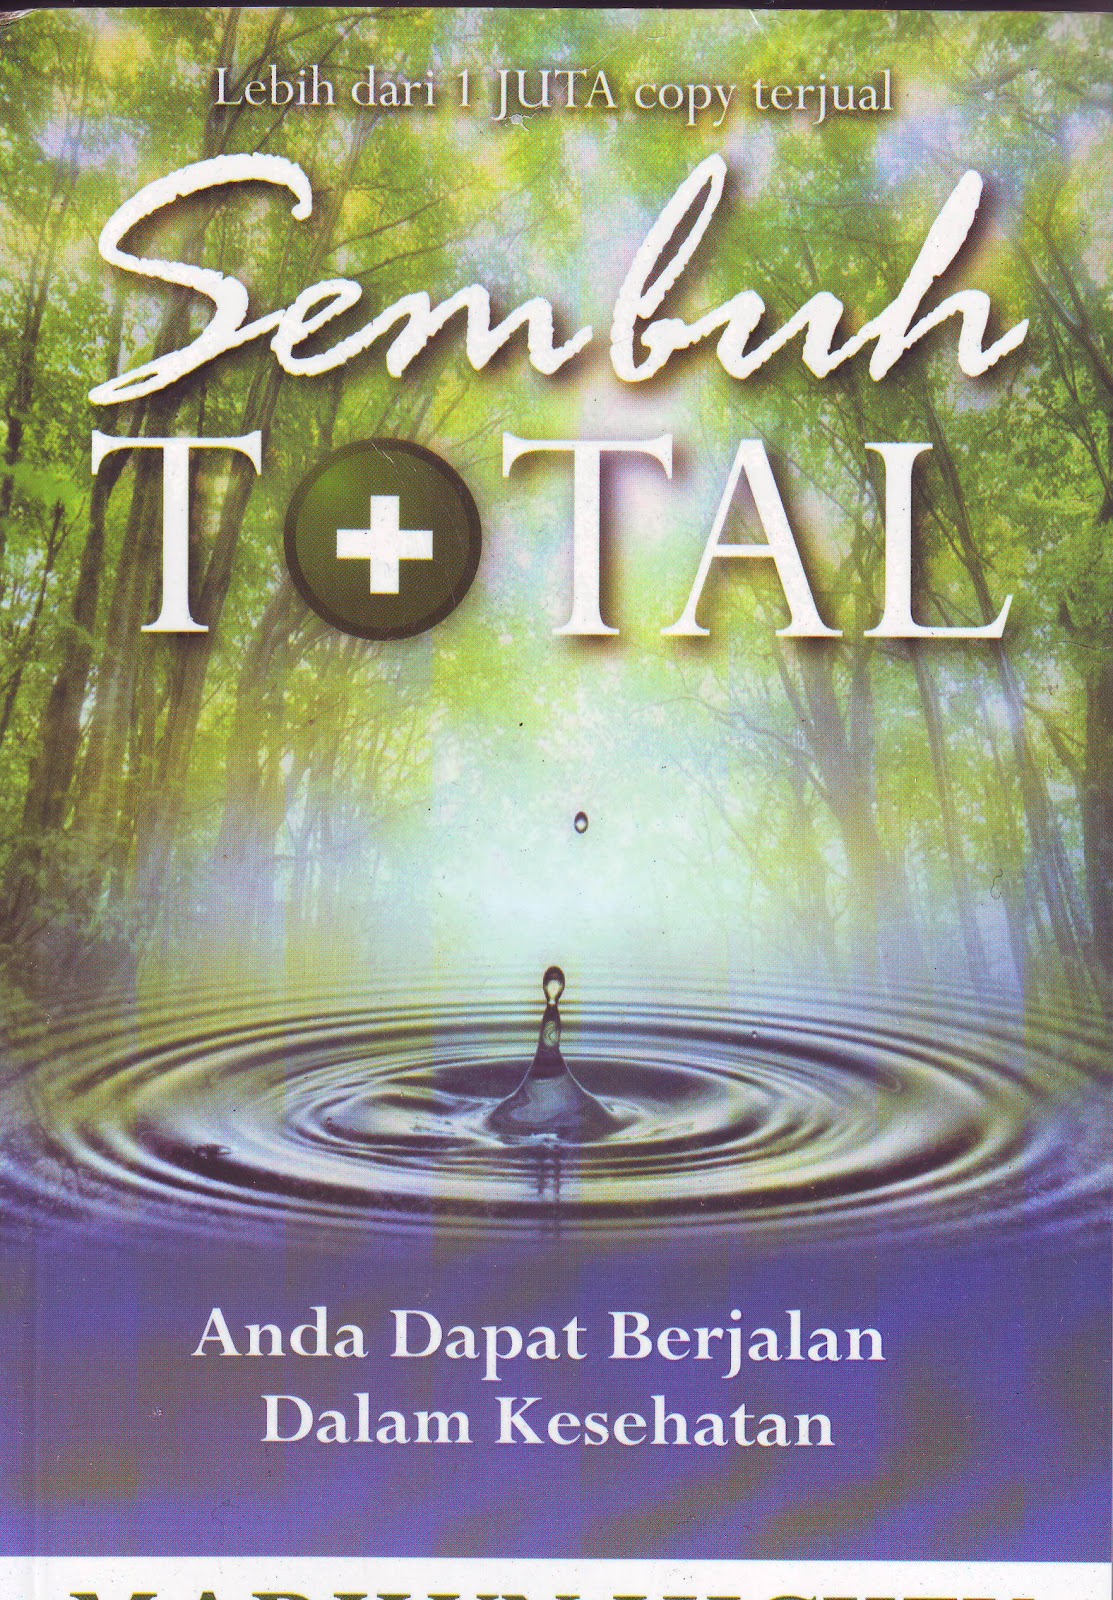 Lebih dari 1 JUTA copy terjual
Sembuh
TOTAL
Anda Dapat Berjalan
Dalam Kesehatan